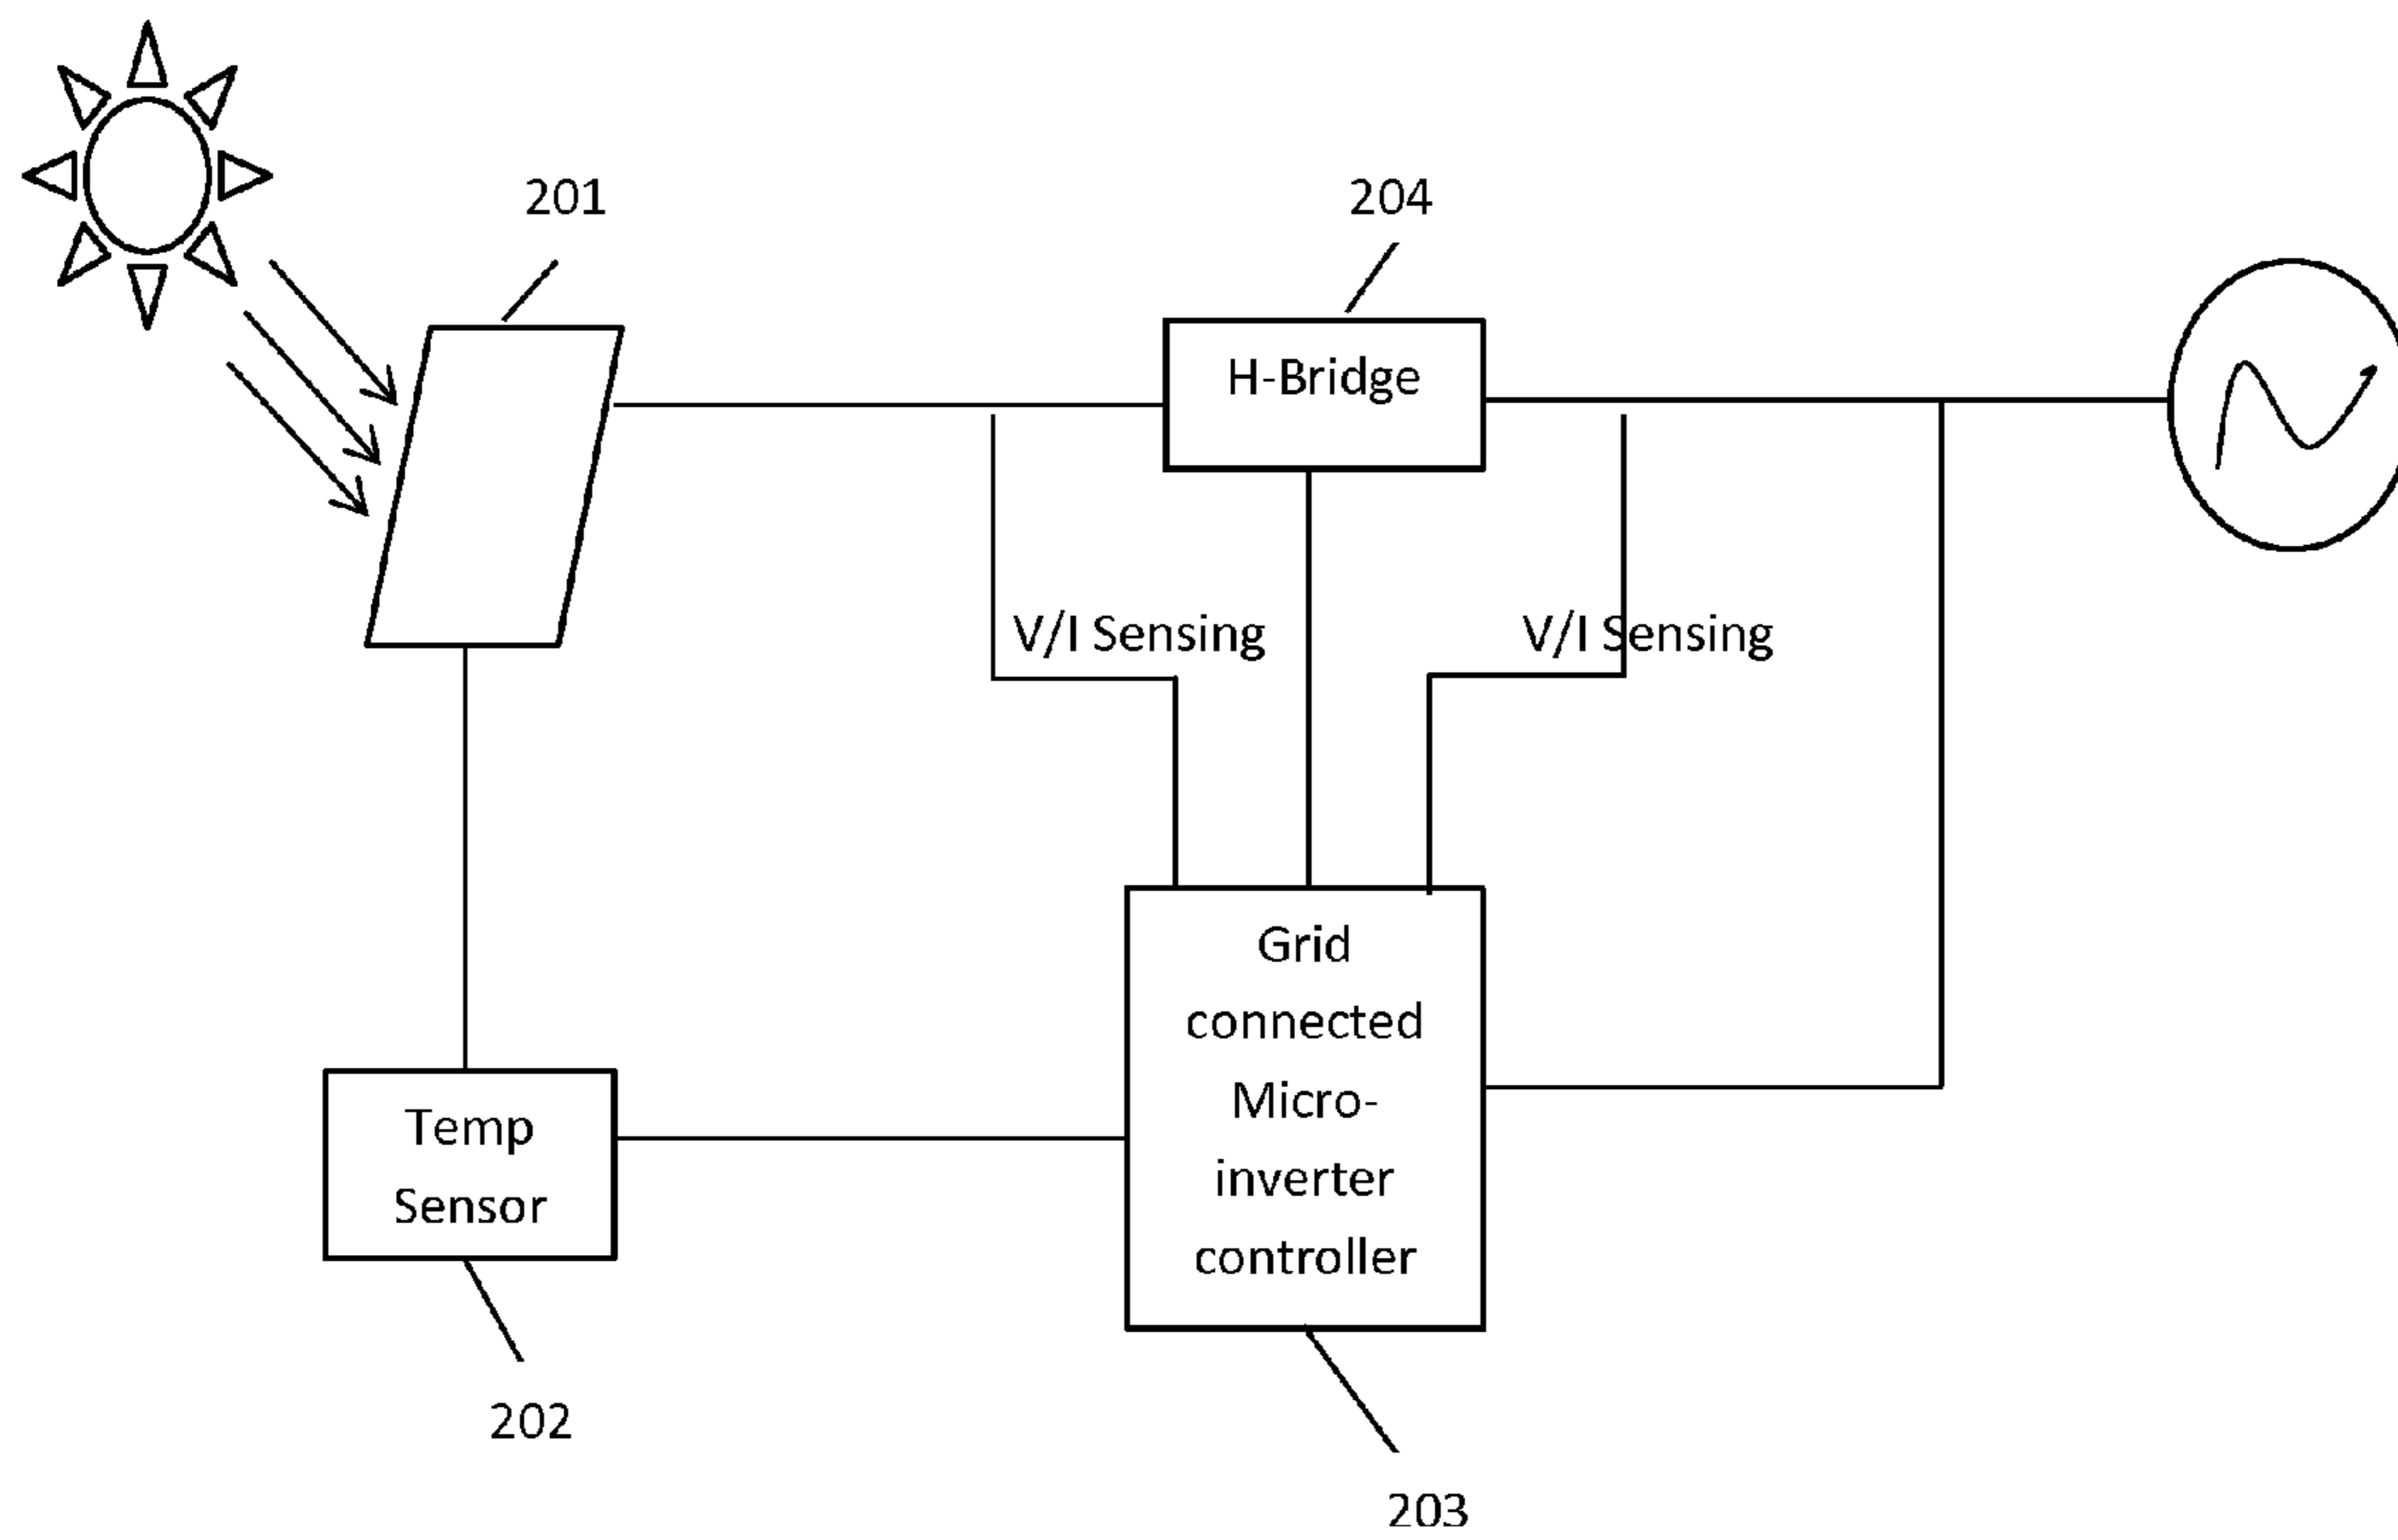 201
204
H-Bridge
V/I Sensing
V/I Sensing
Grid
connected
Micro-
inverter
controller
Temp
Sensor
202
203